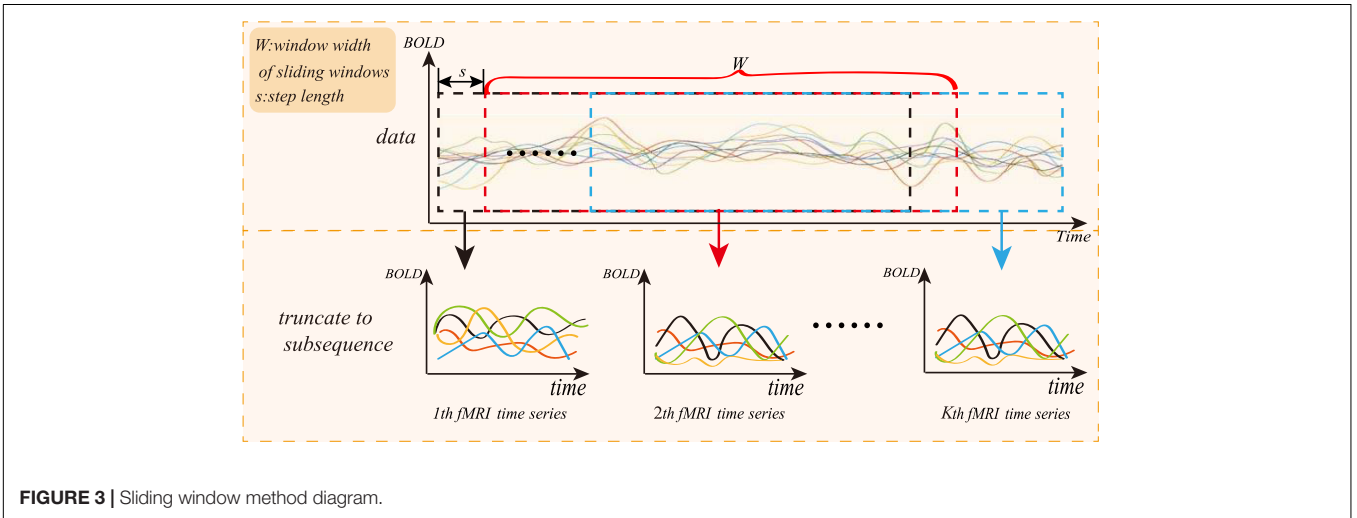 W:window width
of sliding windows
s:step length
BOLD
s
W
data
Time
truncate to
subsequence
BOLD
time
1th fMRI time series
BOLD
time
2th fMRI time series
BOLD
time
Kth fMRI time series
FIGURE 3 | Sliding window method diagram.